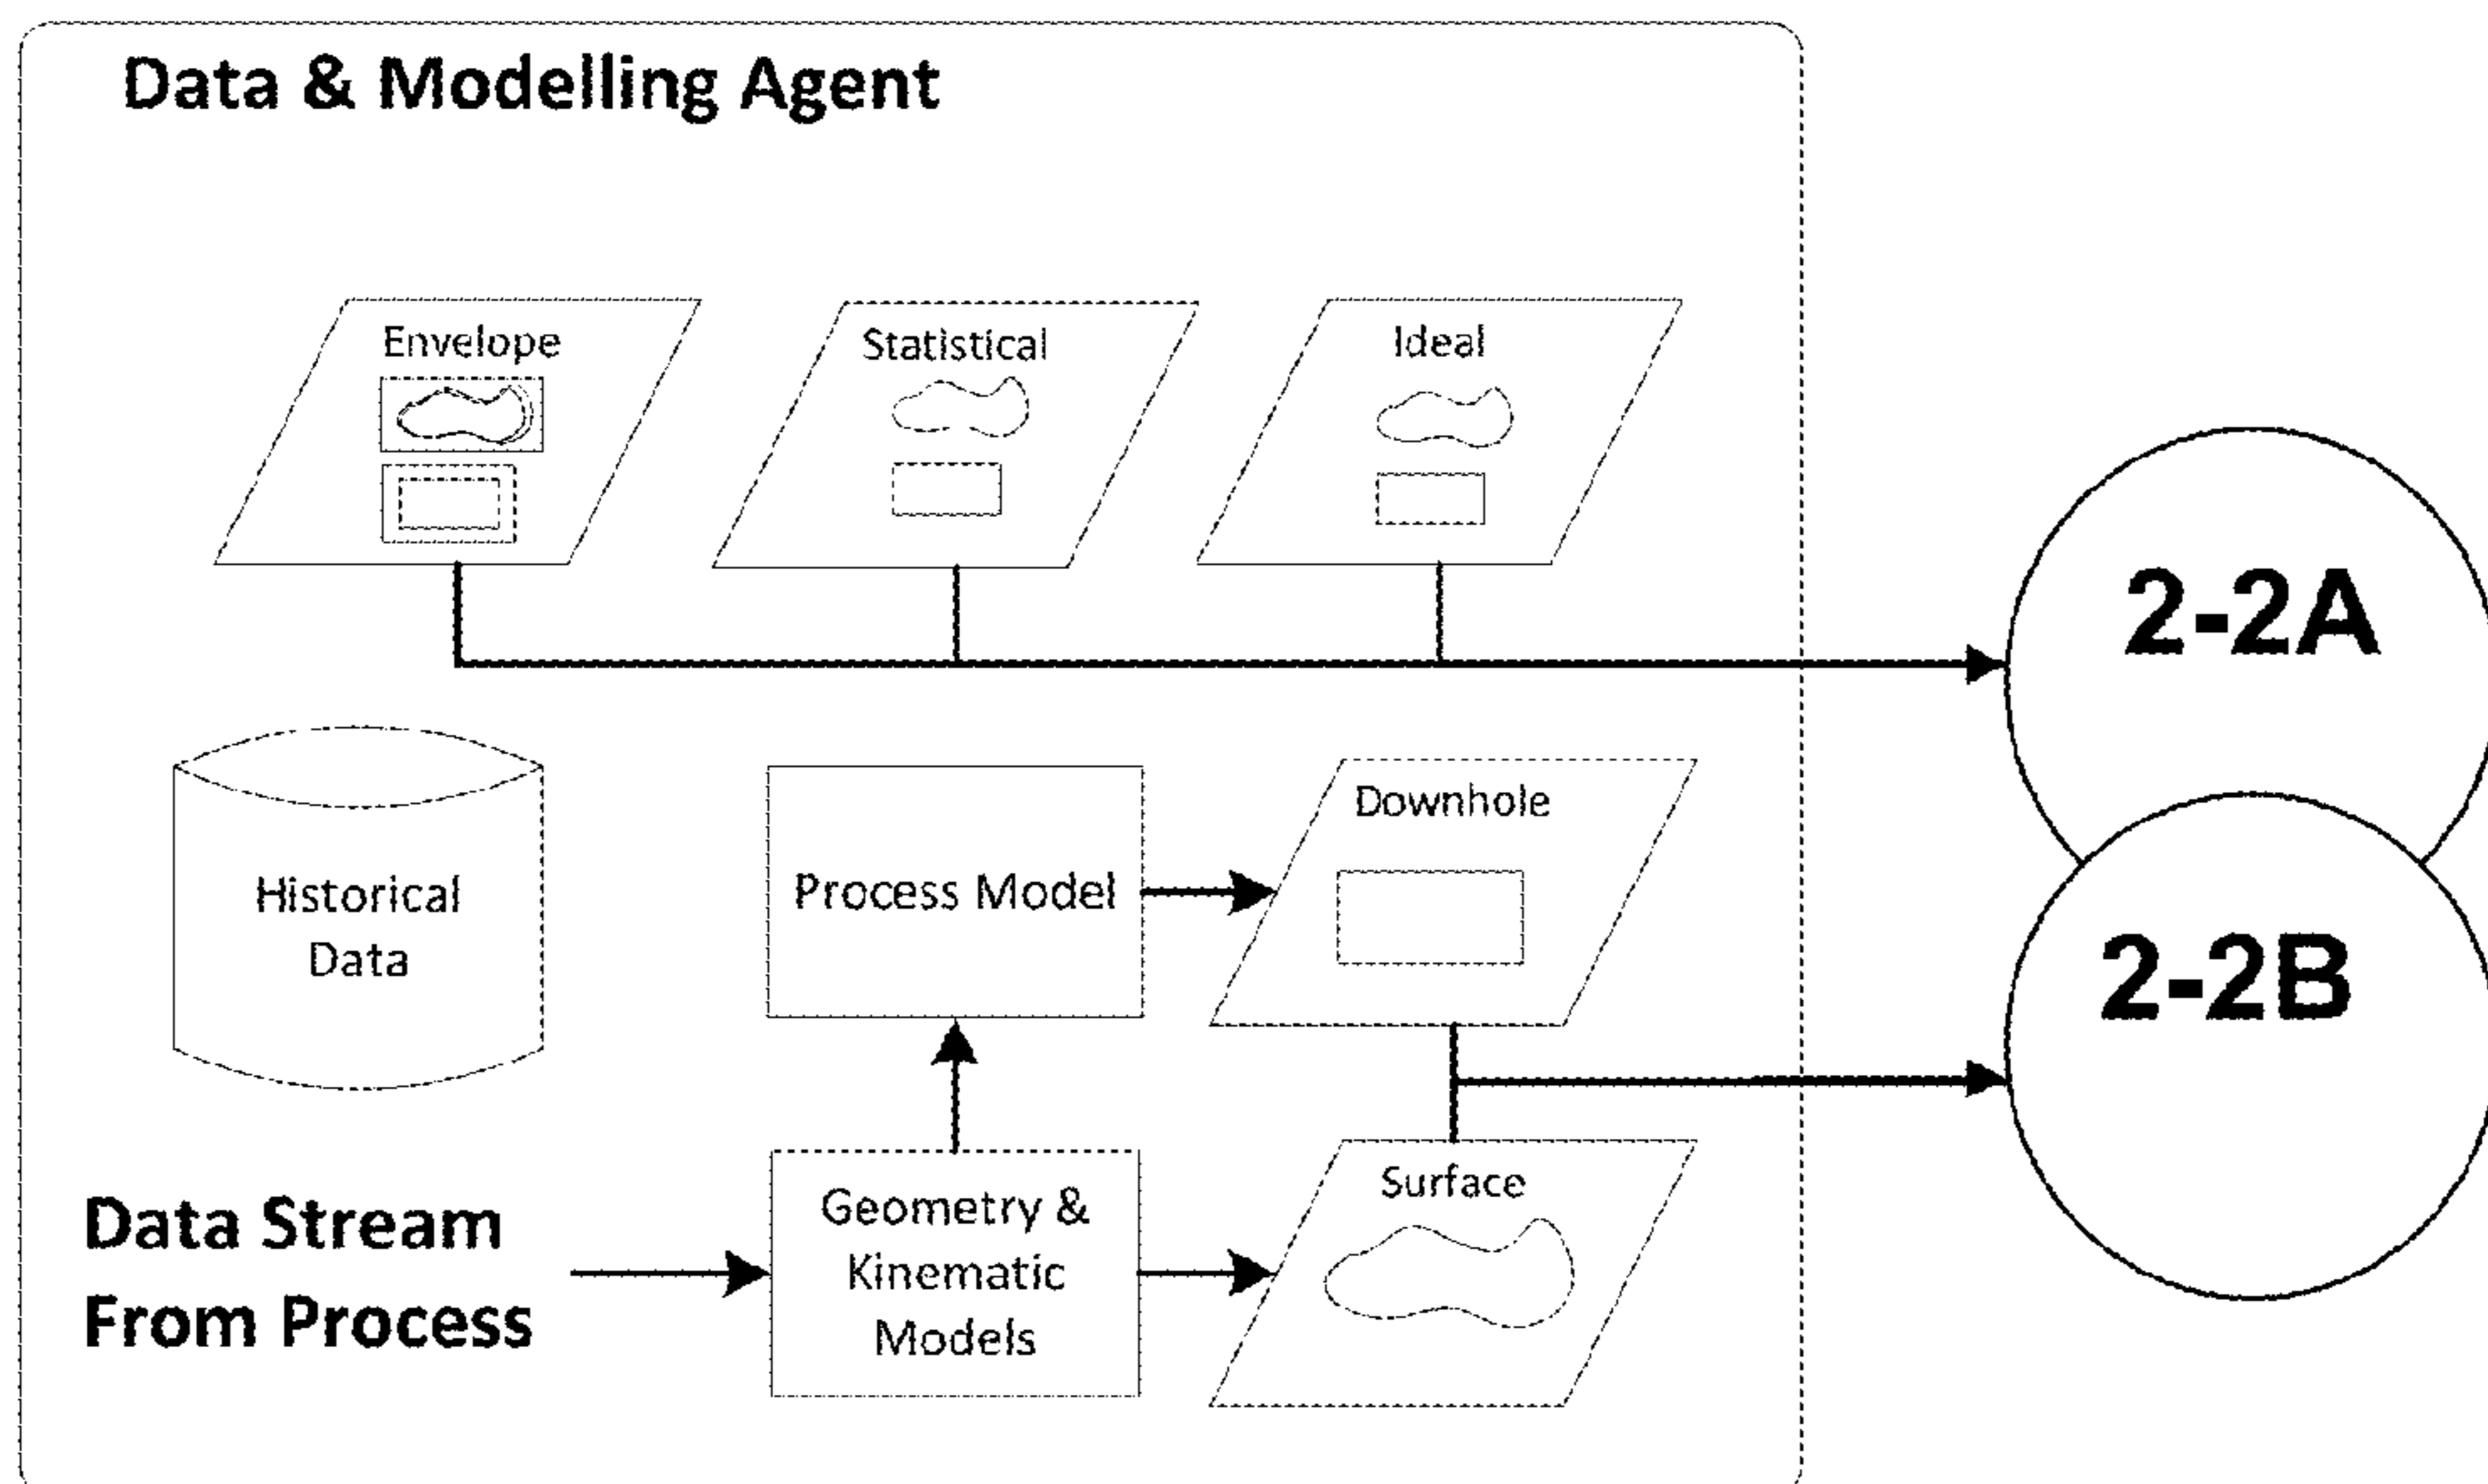 Data & Modelling Agent
Envelope
Statistical
Ideal
2-2A
Historical
Data
Process Model
Downhole
2-2B
Data Stream
From Process
Geometry &
Kinematic
Models
Surface